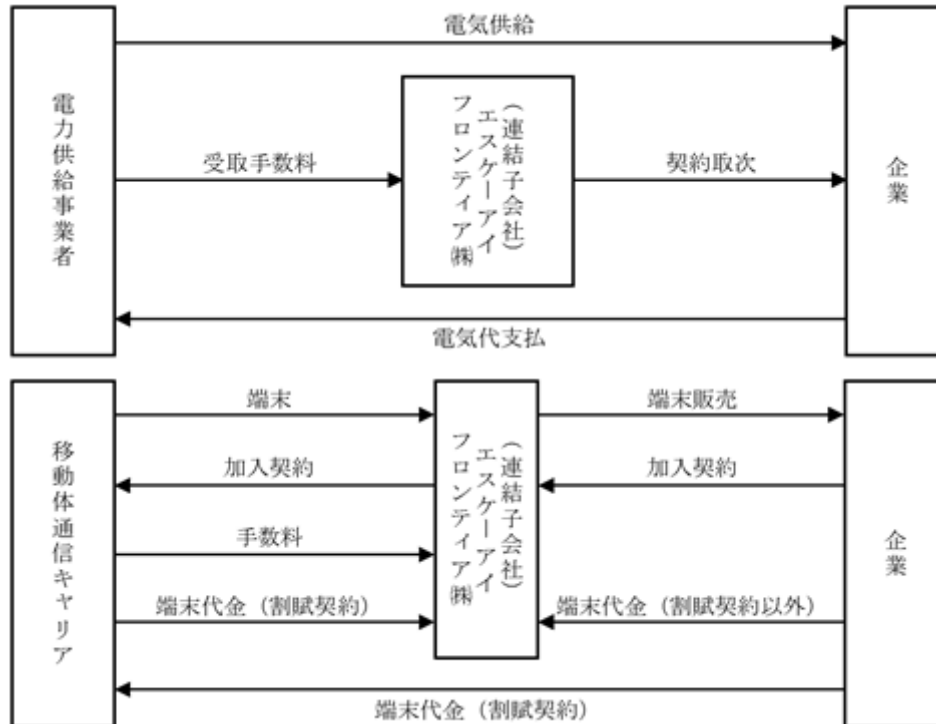 電気供給
電力供給事業者
(連結子会社)
エスケーアイ
フロンティア㈱
受取手数料
契約取次
企業
電気代支払
端末
端末販売
移動体通信キャリア
(連結子会社)
エスケーアイ
フロンティア㈱
加入契約
加入契約
手数料
企業
端末代金（割賦契約）
端末代金（割賦契約以外）
端末代金（割賦契約）